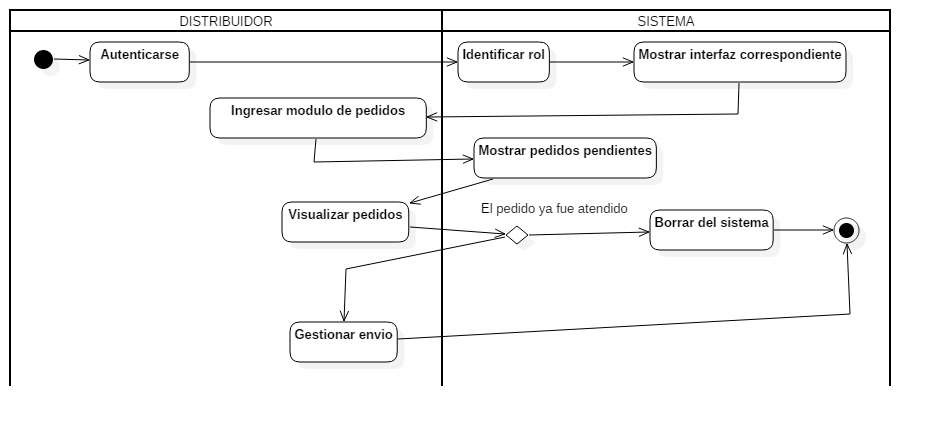 DISTRIBUIDOR
SISTEMA
Autenticarse
Identificar rol
Mostrar interfaz correspondiente
Ingresar modulo de pedidos
Mostrar pedidos pendientes
Visualizar pedidos
El pedido ya fue atendido
Borrar del sistema
Gestionar envio